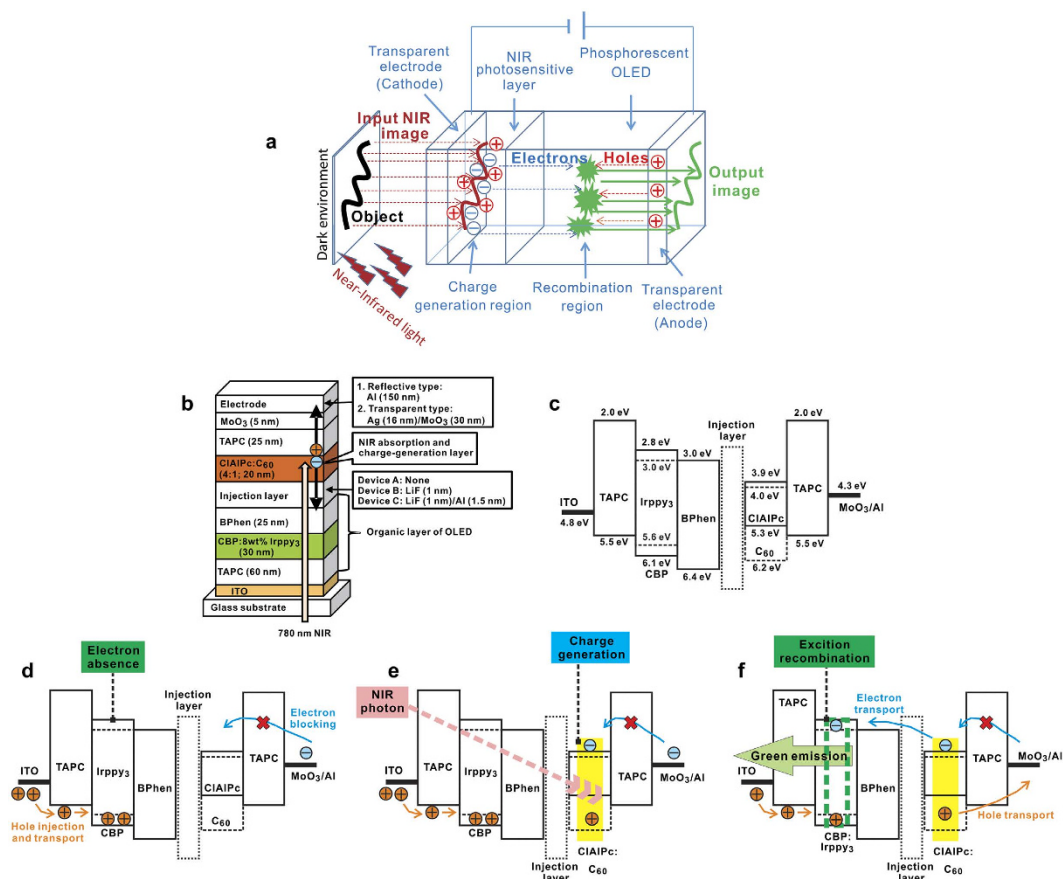 a
Transparent
electrode
(Cathode)
NIR
photosensitive
layer
Phosphorescent
OLED
Input NIR
image
Dark environment
Object
Near-Infrared light
Electrons
Holes
Output
image
Charge
generation region
Recombination
region
Transparent
electrode
(Anode)
b
Electrode
MoO₃ (5 nm)
TAPC (25 nm)
ClAlPc:C₆₀
(4:1; 20 nm)
Injection layer
BPhen (25 nm)
CBP:8wt% Irppy₃
(30 nm)
TAPC (60 nm)
ITO
Glass substrate
780 nm NIR
1. Reflective type:
Al (150 nm)
2. Transparent type:
Ag (16 nm)/MoO₃ (30 nm)
NIR absorption and
charge-generation layer
Device A: None
Device B: LiF (1 nm)
Device C: LiF (1 nm)/Al (1.5 nm)
Organic layer of OLED
c
ITO
4.8 eV
2.0 eV
TAPC
5.5 eV
2.8 eV
3.0 eV
Irppy₃
5.6 eV
6.1 eV
CBP
3.0 eV
BPhen
6.4 eV
Injection
layer
3.9 eV
4.0 eV
ClAlPc
5.3 eV
C₆₀
6.2 eV
2.0 eV
TAPC
5.5 eV
4.3 eV
MoO₃/Al
d
Electron
absence
Injection
layer
Electron
blocking
ITO
TAPC
Irppy₃
CBP
BPhen
ClAlPc
C₆₀
TAPC
MoO₃/Al
Hole injection
and transport
e
NIR
photon
Charge
generation
ITO
TAPC
Irppy₃
CBP
BPhen
Injection
layer
ClAlPc:
C₆₀
TAPC
MoO₃/Al
f
Excition
recombination
Electron
transport
Green emission
ITO
TAPC
CBP:
Irppy₃
BPhen
Injection
layer
ClAlPc:
C₆₀
TAPC
MoO₃/Al
Hole transport